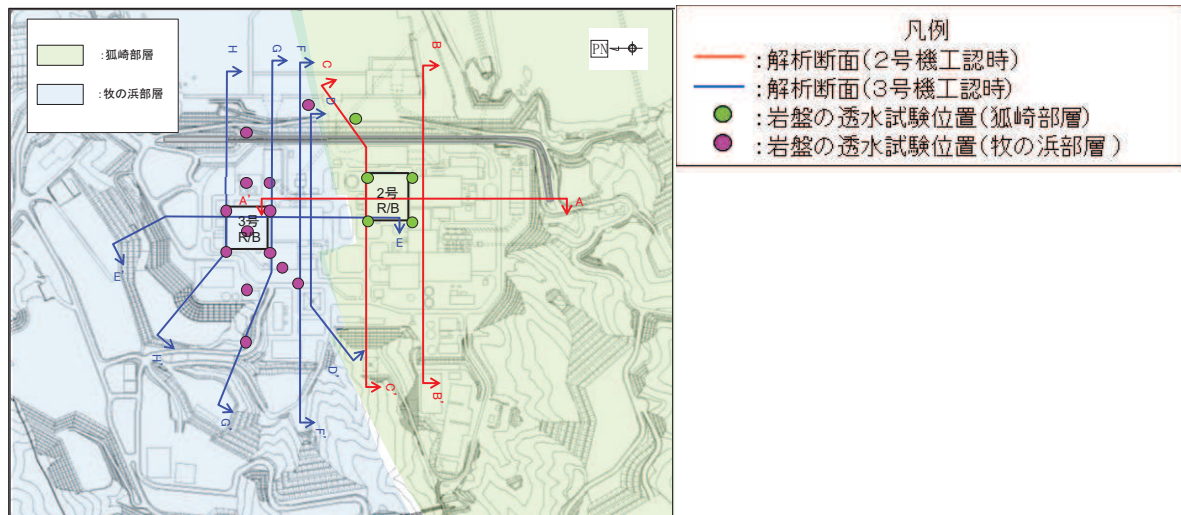 :狐崎部層
:牧の浜部層
PN
H
G
F
C
D
B
A'
A
2号
R/B
3号
R/B
E
E'
H'
D'
C'
B'
G'
F'
凡例
:解析断面(2号機工認時)
:解析断面(3号機工認時)
:岩盤の透水試験位置(狐崎部層)
:岩盤の透水試験位置(牧の浜部層)